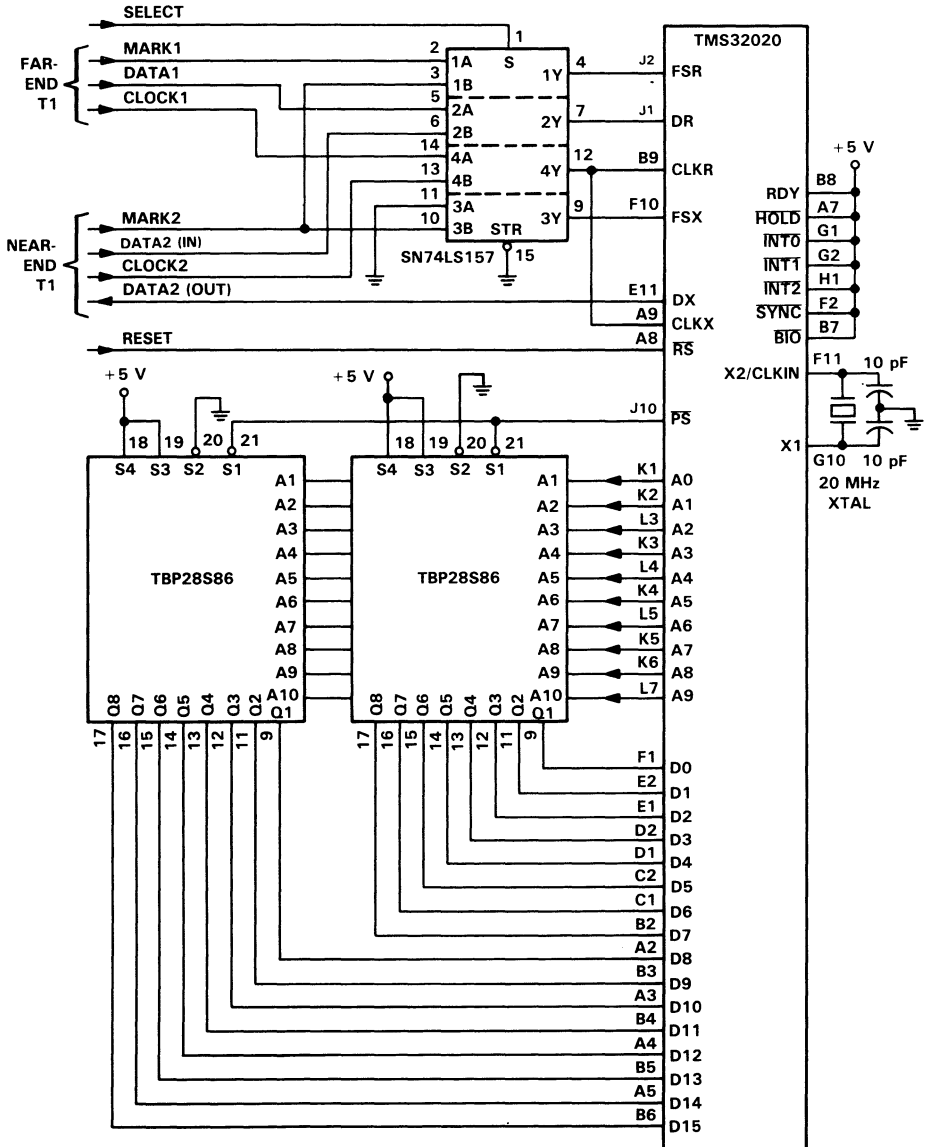 SELECT
FAR-
END
T1
MARK1
DATA1
CLOCK1
NEAR-
END
T1
MARK2
DATA2 (IN)
CLOCK2
DATA2 (OUT)
RESET
1
S
2 1A
3 1B
5 2A
6 2B
14 4A
13 4B
11 3A
10 3B
1Y 4
2Y 7
4Y 12
3Y 9
STR
15
SN74LS157
TMS32020
J2 FSR
J1 DR
B9 CLKR
F10 FSX
E11 DX
A9 CLKX
A8 RS
J10 PS
+5 V
RDY B8
HOLD A7
INT0 G1
INT1 G2
INT2 H1
SYNC F2
BIO B7
X2/CLKIN F11
10 pF
X1
G10 10 pF
20 MHz
XTAL
+5 V
18 19 20 21
S4 S3 S2 S1
TBP28S86
A1
A2
A3
A4
A5
A6
A7
A8
A9
A10
Q8 Q7 Q6 Q5 Q4 Q3 Q2 Q1
17 16 15 14 13 12 11 9
+5 V
18 19 20 21
S4 S3 S2 S1
TBP28S86
A1
A2
A3
A4
A5
A6
A7
A8
A9
A10
Q8 Q7 Q6 Q5 Q4 Q3 Q2 Q1
17 16 15 14 13 12 11 9
K1 A0
K2 A1
L3 A2
K3 A3
L4 A4
K4 A5
L5 A6
K5 A7
K6 A8
L7 A9
F1 D0
E2 D1
E1 D2
D2 D3
D1 D4
C2 D5
C1 D6
B2 D7
A2 D8
B3 D9
A3 D10
B4 D11
A4 D12
B5 D13
A5 D14
B6 D15